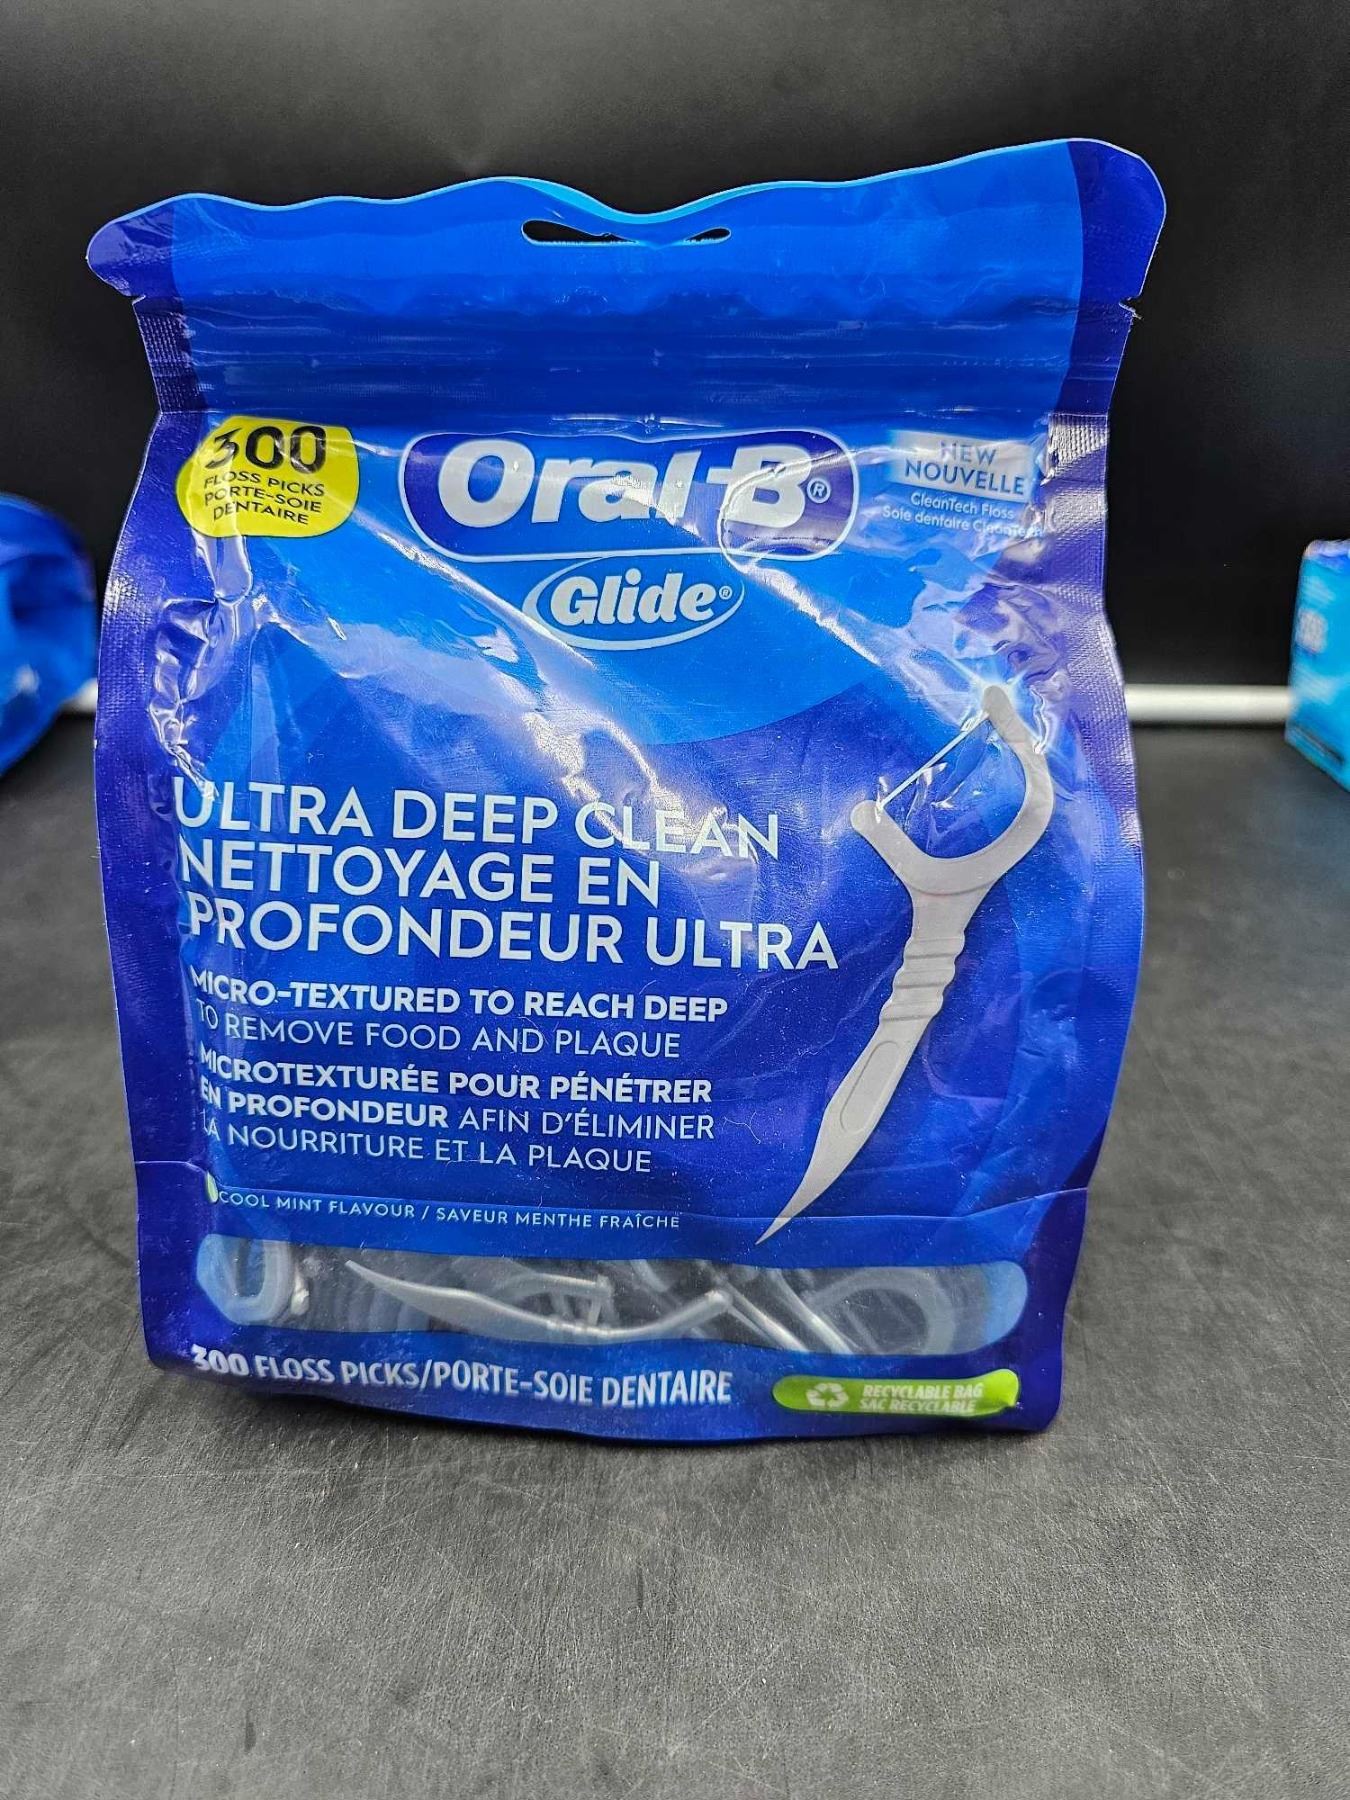 300
FLOSS PICKS
PORTE-SOIE
DENTAIRE
Oral-B®
Glide®
NEW
NOUVELLE
CleanTech Floss
Soie dentaire CleanTech
ULTRA DEEP CLEAN
NETTOYAGE EN
PROFONDEUR ULTRA
MICRO-TEXTURED TO REACH DEEP
TO REMOVE FOOD AND PLAQUE
MICROTEXTURÉE POUR PÉNÉTRER
EN PROFONDEUR AFIN D'ÉLIMINER
LA NOURRITURE ET LA PLAQUE
COOL MINT FLAVOUR / SAVEUR MENTHE FRAÎCHE
300 FLOSS PICKS/PORTE-SOIE DENTAIRE
RECYCLABLE BAG
SAC RECYCLABLE